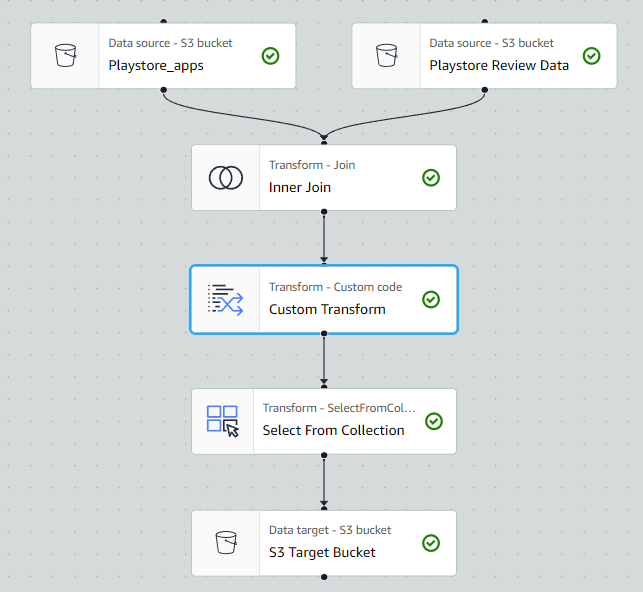 Data source - S3 bucket
Playstore_apps
Data source - S3 bucket
Playstore Review Data
Transform - Join
Inner Join
Transform - Custom code
Custom Transform
Transform - SelectFromCol...
Select From Collection
Data target - S3 bucket
S3 Target Bucket